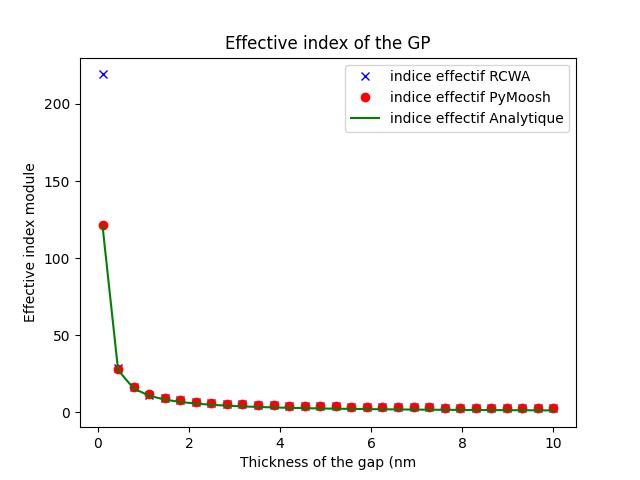 Effective index of the GP
indice effectif RCWA
indice effectif PyMoosh
indice effectif Analytique
Effective index module
200
150
100
50
0
0
2
4
6
8
10
Thickness of the gap (nm